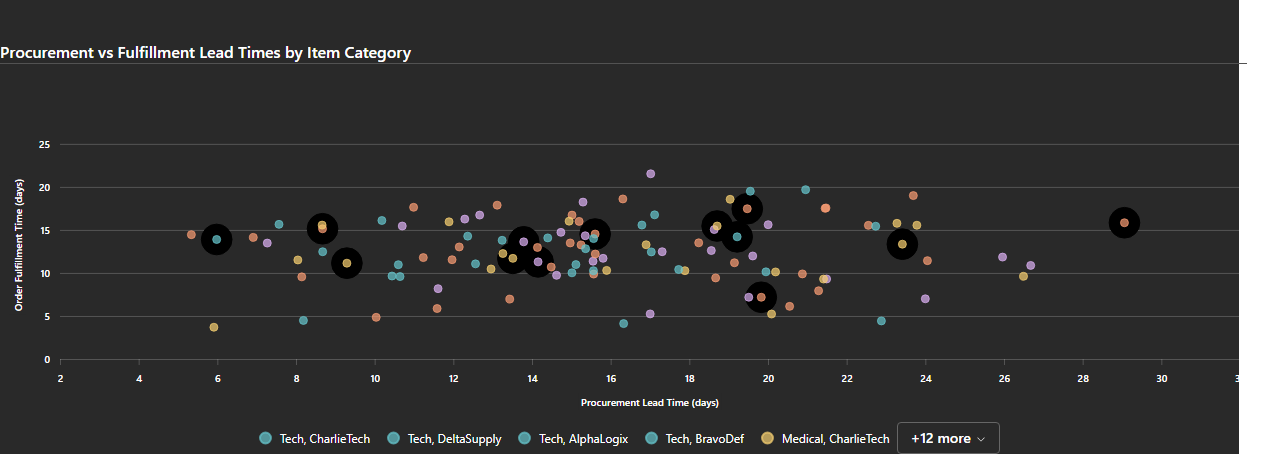 Procurement vs Fulfillment Lead Times by Item Category
Order Fulfillment Time (days)
25
20
15
10
5
0
2 4 6 8 10 12 14 16 18 20 22 24 26 28 30
Procurement Lead Time (days)
Tech, CharlieTech Tech, DeltaSupply Tech, AlphaLogix Tech, BravoDef Medical, CharlieTech +12 more